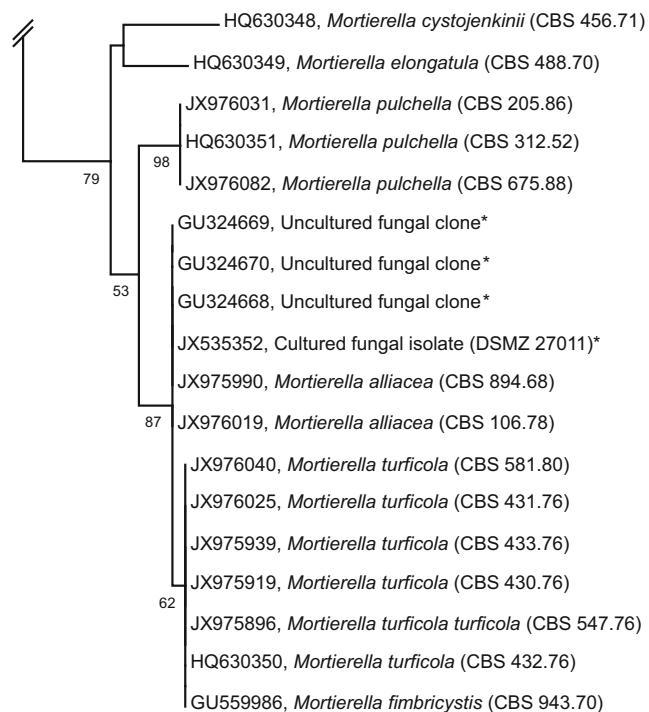 HQ630348, Mortierella cystojenkinii (CBS 456.71)
HQ630349, Mortierella elongatula (CBS 488.70)
JX976031, Mortierella pulchella (CBS 205.86)
HQ630351, Mortierella pulchella (CBS 312.52)
98
79
JX976082, Mortierella pulchella (CBS 675.88)
GU324669, Uncultured fungal clone*
GU324670, Uncultured fungal clone*
53
GU324668, Uncultured fungal clone*
JX535352, Cultured fungal isolate (DSMZ 27011)*
JX975990, Mortierella alliacea (CBS 894.68)
87
JX976019, Mortierella alliacea (CBS 106.78)
JX976040, Mortierella turficola (CBS 581.80)
JX976025, Mortierella turficola (CBS 431.76)
JX975939, Mortierella turficola (CBS 433.76)
JX975919, Mortierella turficola (CBS 430.76)
62
JX975896, Mortierella turficola turficola (CBS 547.76)
HQ630350, Mortierella turficola (CBS 432.76)
GU559986, Mortierella fimbricystis (CBS 943.70)